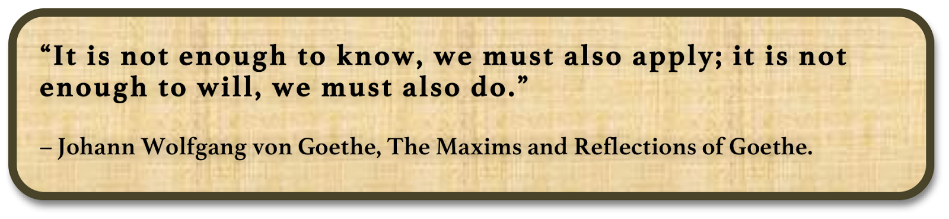 “It is not enough to know, we must also apply; it is not
enough to will, we must also do.”
– Johann Wolfgang von Goethe, The Maxims and Reflections of Goethe.